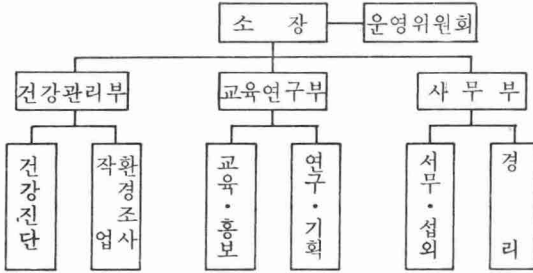 소 장
운영위원회
건강관리부
교육연구부
사무부
건강진단
작업환경조사
교육·홍보
연구·기획
서무·섭외
경리